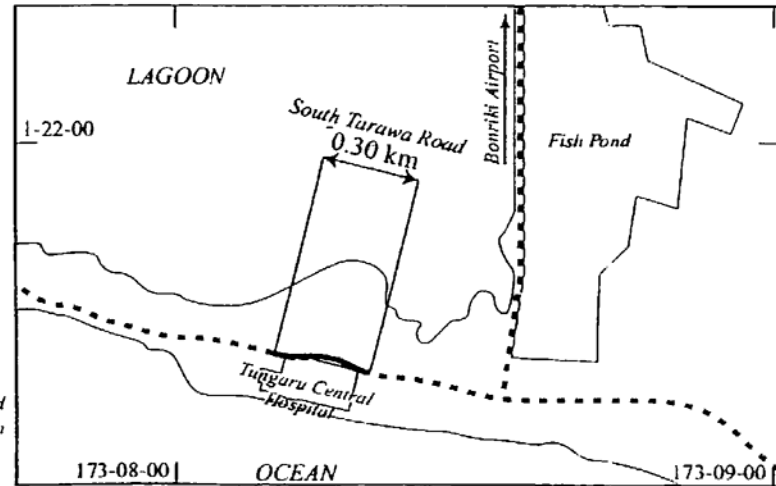 LAGOON
South Tarawa Road
0.30 km
Bonriki Airport
1-22-00
Fish Pond
Tungaru Central
Hospital
173-08-00
OCEAN
173-09-00